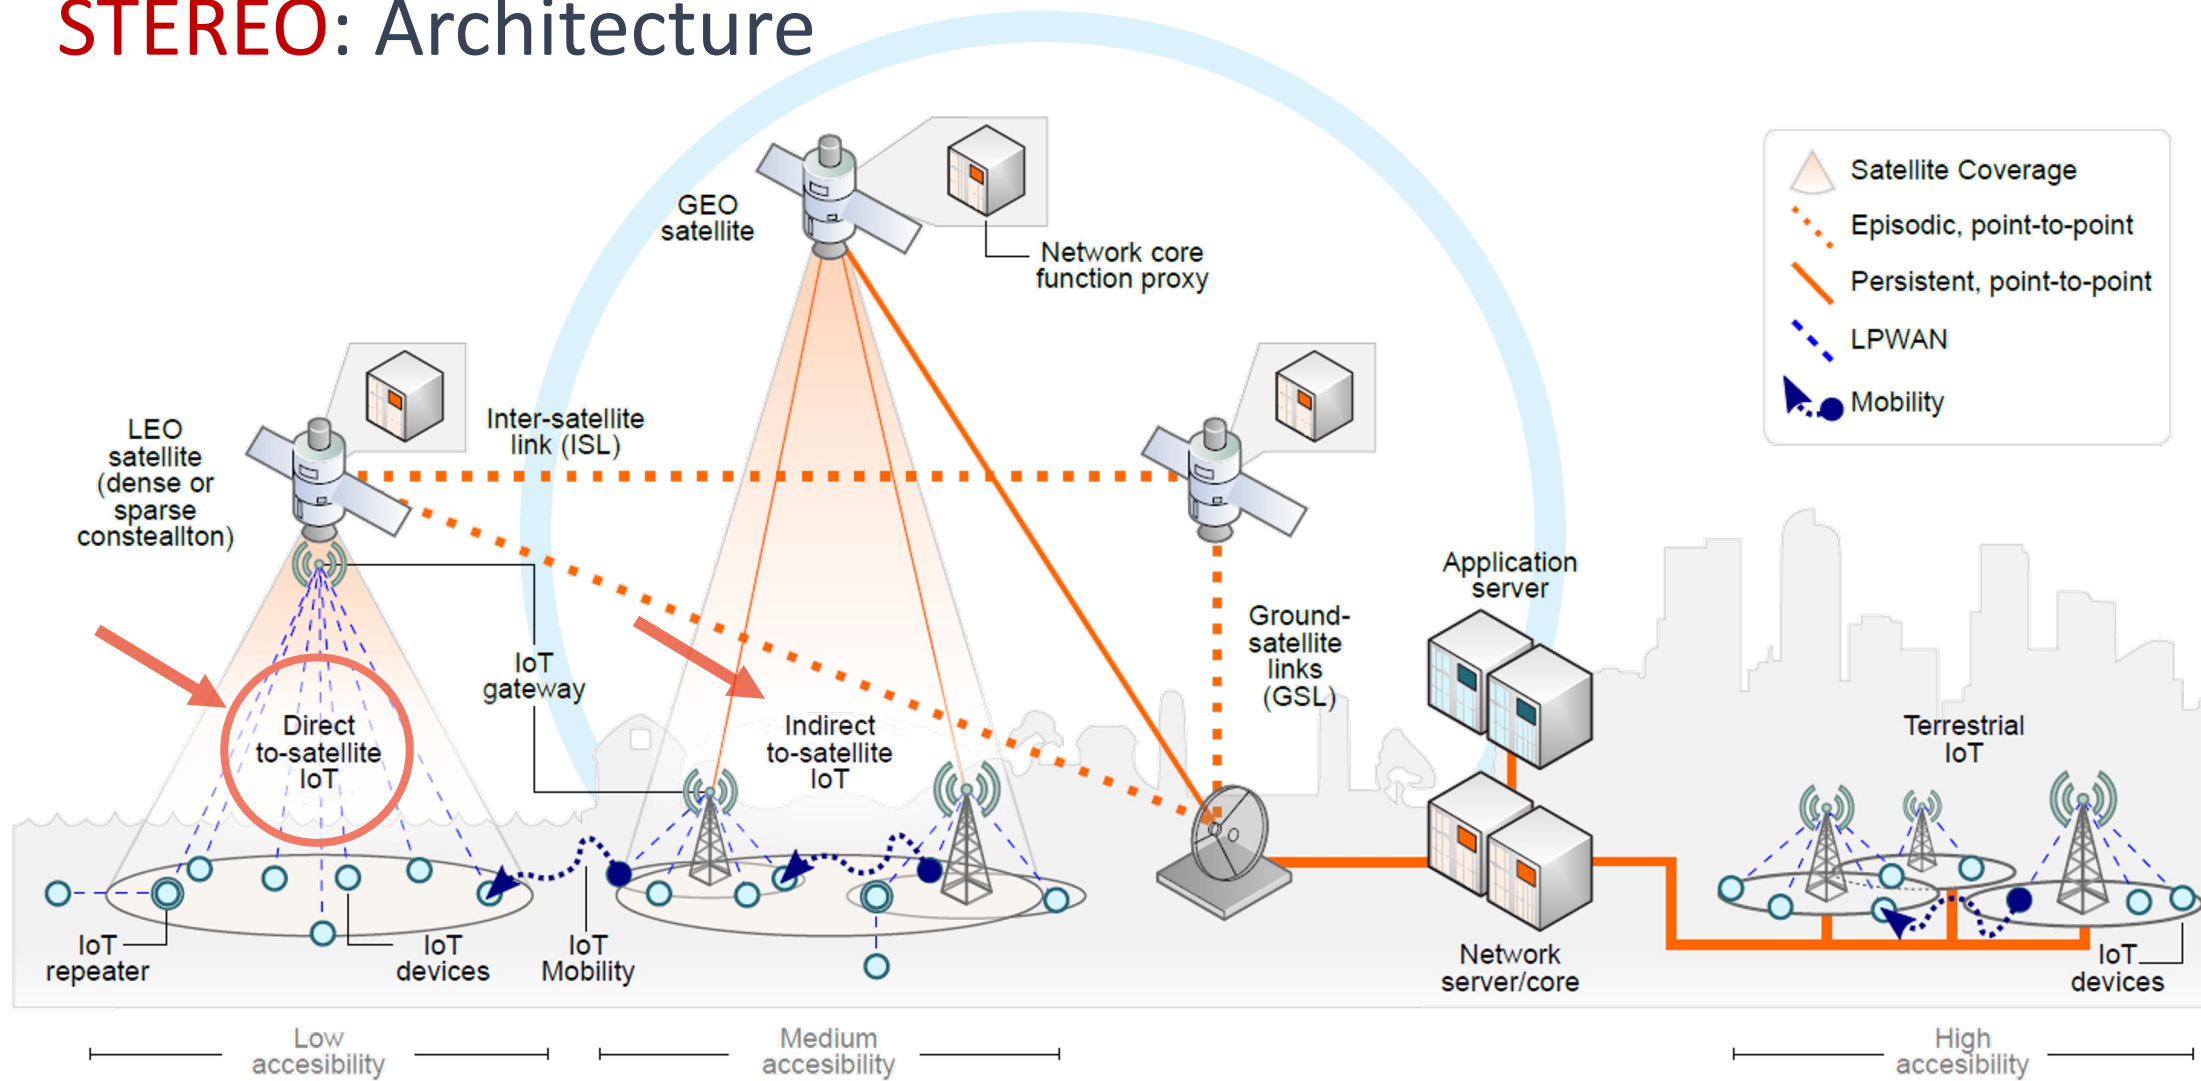 STEREO: Architecture
GEO
satellite
Network core
function proxy
Satellite Coverage
Episodic, point-to-point
Persistent, point-to-point
LPWAN
Mobility
LEO
satellite
(dense or
sparse
consteallton)
Inter-satellite
link (ISL)
IoT
gateway
Ground-
satellite
links
(GSL)
Application
server
Direct
to-satellite
IoT
Indirect
to-satellite
IoT
Terrestrial
IoT
IoT
repeater
IoT
devices
IoT
Mobility
Network
server/core
IoT
devices
Low
accesibility
Medium
accesibility
High
accesibility